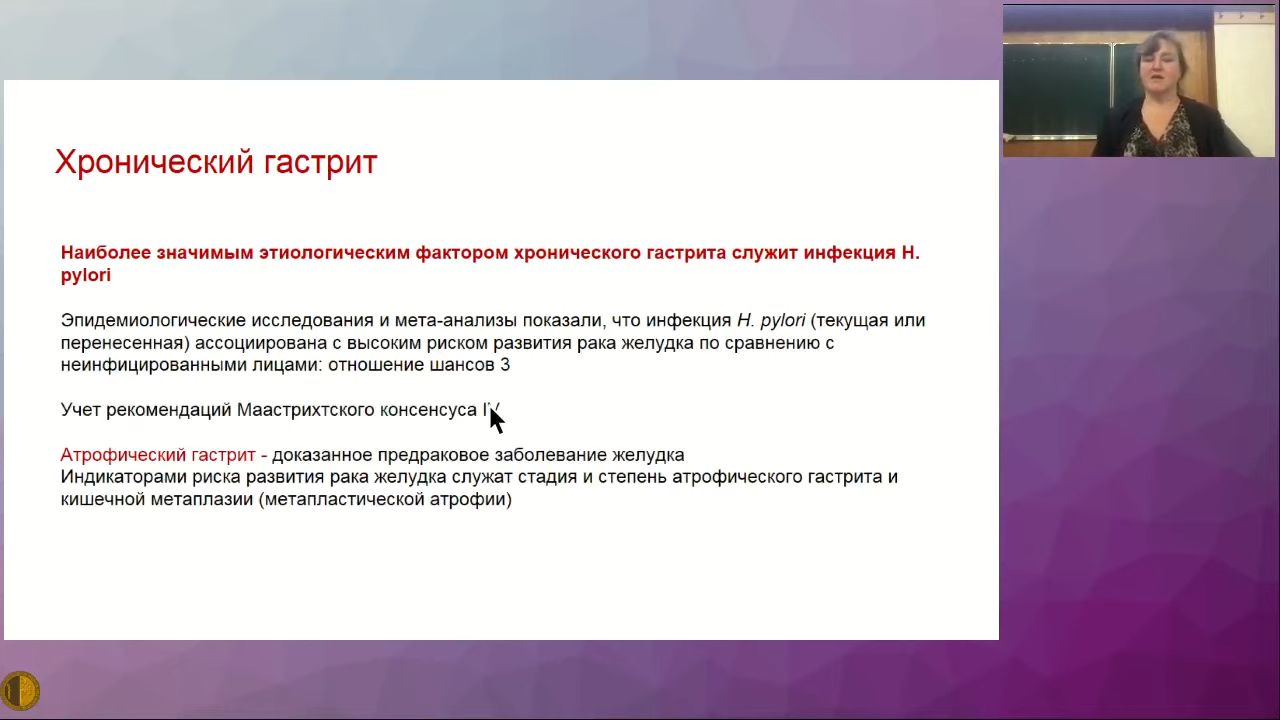 Хронический гастрит
Наиболее значимым этиологическим фактором хронического гастрита служит инфекция H.
pylori
Эпидемиологические исследования и мета-анализы показали, что инфекция H. pylori (текущая или
перенесенная) ассоциирована с высоким риском развития рака желудка по сравнению с
неинфицированными лицами: отношение шансов 3
Учет рекомендаций Маастрихтского консенсуса IV
Атрофический гастрит - доказанное предраковое заболевание желудка
Индикаторами риска развития рака желудка служат стадия и степень атрофического гастрита и
кишечной метаплазии (метапластической атрофии)